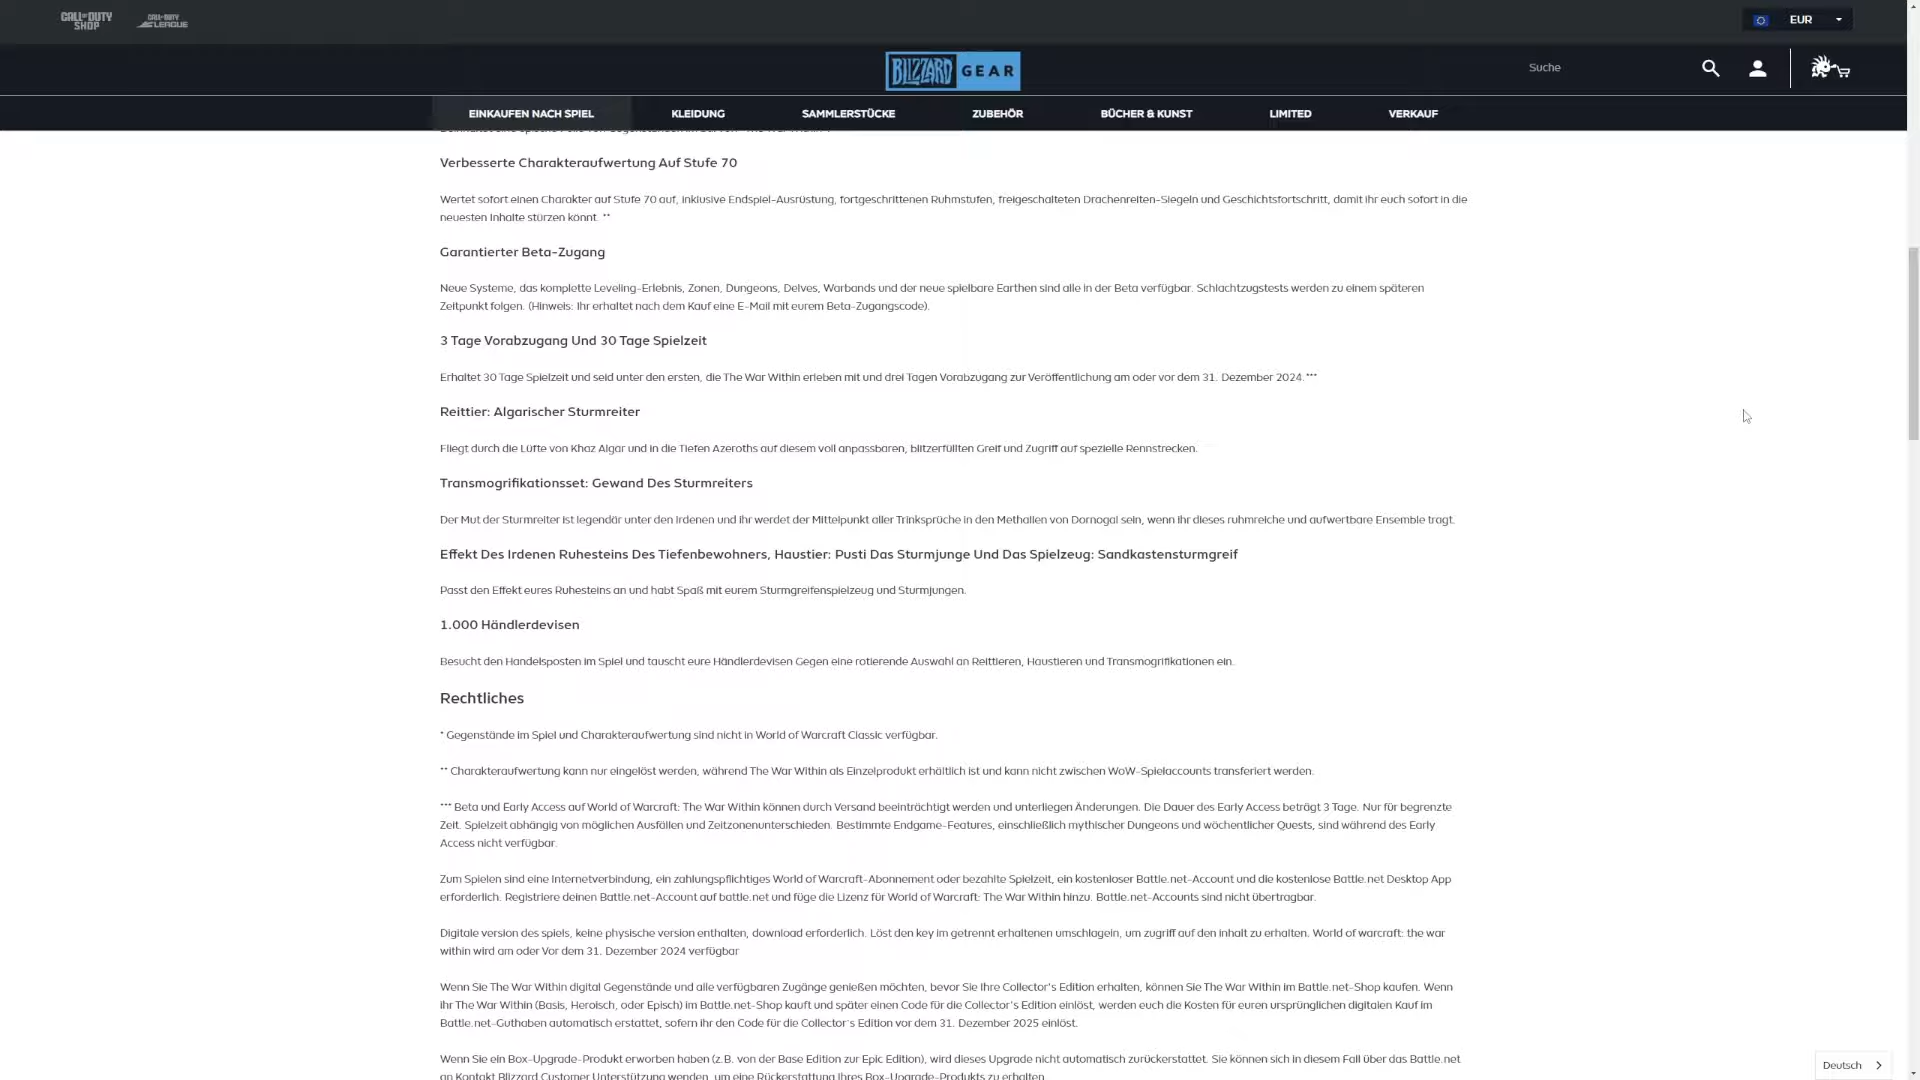 CALL OF DUTY SHOP
CALL OF DUTY LEAGUE
EUR
BLIZZARD GEAR
Suche
EINKAUFEN NACH SPIEL KLEIDUNG SAMMLERSTÜCKE ZUBEHÖR BÜCHER & KUNST LIMITED VERKAUF
Verbesserte Charakteraufwertung Auf Stufe 70
Wertet sofort einen Charakter auf Stufe 70 auf, inklusive Endspiel-Ausrüstung, fortgeschrittenen Ruhmstufen, freigeschalteten Drachenreiten-Siegeln und Geschichtsfortschritt, damit ihr euch sofort in die
neuesten Inhalte stürzen könnt. **
Garantierter Beta-Zugang
Neue Systeme, das komplette Leveling-Erlebnis, Zonen, Dungeons, Delves, Warbands und der neue spielbare Earthen sind alle in der Beta verfügbar. Schlachtzugstests werden zu einem späteren
Zeitpunkt folgen. (Hinweis: Ihr erhaltet nach dem Kauf eine E-Mail mit eurem Beta-Zugangscode).
3 Tage Vorabzugang Und 30 Tage Spielzeit
Erhaltet 30 Tage Spielzeit und seid unter den ersten, die The War Within erleben mit und drei Tagen Vorabzugang zur Veröffentlichung am oder vor dem 31. Dezember 2024.***
Reittier: Algarischer Sturmreiter
Fliegt durch die Lüfte von Khaz Algar und in die Tiefen Azeroths auf diesem voll anpassbaren, blitzerfüllten Greif und Zugriff auf spezielle Rennstrecken.
Transmogrifikationsset: Gewand Des Sturmreiters
Der Mut der Sturmreiter ist legendär unter den Irdenen und ihr werdet der Mittelpunkt aller Trinksprüche in den Methallen von Dornogal sein, wenn ihr dieses ruhmreiche und aufwertbare Ensemble tragt.
Effekt Des Irdenen Ruhesteins Des Tiefenbewohners, Haustier: Pusti Das Sturmjunge Und Das Spielzeug: Sandkastensturmgreif
Passt den Effekt eures Ruhesteins an und habt Spaß mit eurem Sturmgreifenspielzeug und Sturmjungen.
1.000 Händlerdevisen
Besucht den Handelsposten im Spiel und tauscht eure Händlerdevisen Gegen eine rotierende Auswahl an Reittieren, Haustieren und Transmogrifikationen ein.
Rechtliches
* Gegenstände im Spiel und Charakteraufwertung sind nicht in World of Warcraft Classic verfügbar.
** Charakteraufwertung kann nur eingelöst werden, während The War Within als Einzelprodukt erhältlich ist und kann nicht zwischen WoW-Spielaccounts transferiert werden.
*** Beta und Early Access auf World of Warcraft: The War Within können durch Versand beeinträchtigt werden und unterliegen Änderungen. Die Dauer des Early Access beträgt 3 Tage. Nur für begrenzte
Zeit. Spielzeit abhängig von möglichen Ausfällen und Zeitzonenunterschieden. Bestimmte Endgame-Features, einschließlich mythischer Dungeons und wöchentlicher Quests, sind während des Early
Access nicht verfügbar.
Zum Spielen sind eine Internetverbindung, ein zahlungspflichtiges World of Warcraft-Abonnement oder bezahlte Spielzeit, ein kostenloser Battle.net-Account und die kostenlose Battle.net Desktop App
erforderlich. Registriere deinen Battle.net-Account auf battle.net und füge die Lizenz für World of Warcraft: The War Within hinzu. Battle.net-Accounts sind nicht übertragbar.
Digitale version des spiels, keine physische version enthalten, download erforderlich. Löst den key im getrennt erhaltenen umschlagein, um zugriff auf den inhalt zu erhalten. World of warcraft: the war
within wird am oder Vor dem 31. Dezember 2024 verfügbar
Wenn Sie The War Within digital Gegenstände und alle verfügbaren Zugänge genießen möchten, bevor Sie Ihre Collector's Edition erhalten, können Sie The War Within im Battle.net-Shop kaufen. Wenn
ihr The War Within (Basis, Heroisch, oder Episch) im Battle.net-Shop kauft und später einen Code für die Collector's Edition einlöst, werden euch die Kosten für euren ursprünglichen digitalen Kauf im
Battle.net-Guthaben automatisch erstattet, sofern ihr den Code für die Collector's Edition vor dem 31. Dezember 2025 einlöst.
Wenn Sie ein Box-Upgrade-Produkt erworben haben (z.B. von der Base Edition zur Epic Edition), wird dieses Upgrade nicht automatisch zurückerstattet. Sie können sich in diesem Fall über das Battle.net
an Kontakt Blizzard Customer Unterstützung wenden, um eine Rückerstattung Ihres Box-Upgrade-Produkts zu erhalten
Deutsch